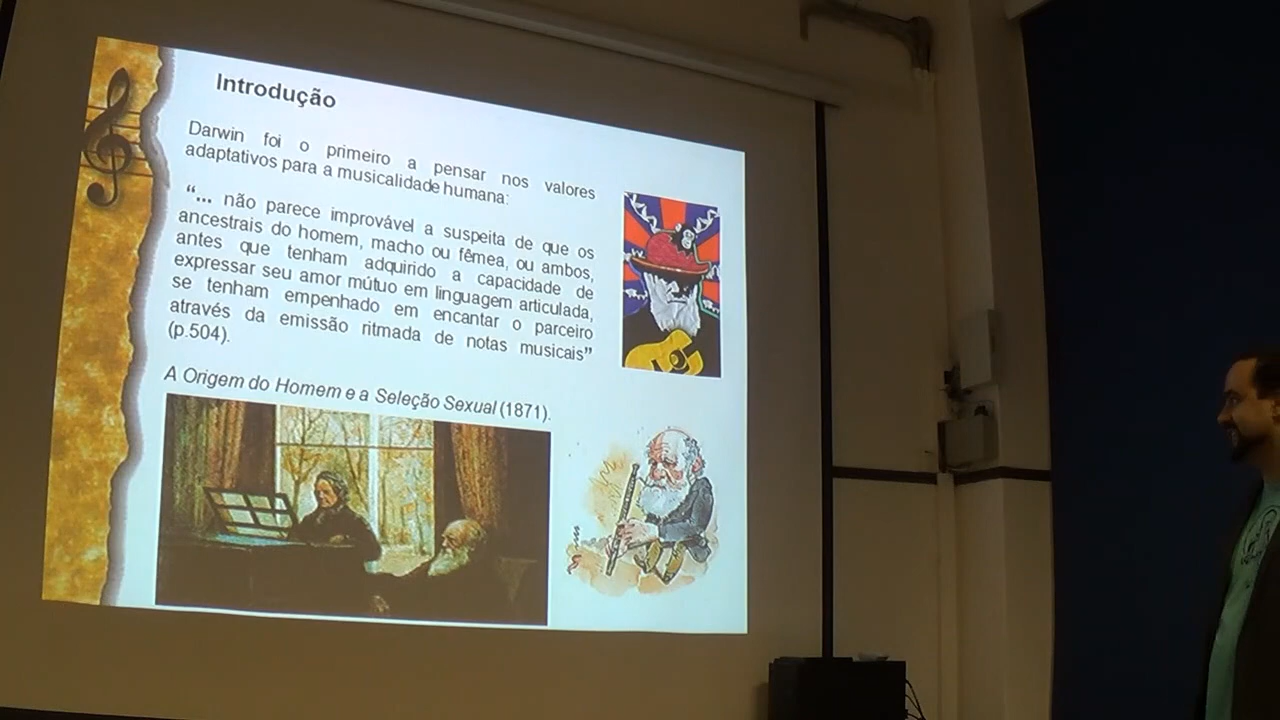 Introdução
Darwin foi o primeiro a pensar nos valores
adaptativos para a musicalidade humana:
“... não parece improvável a suspeita de que os
ancestrais do homem, macho ou fêmea, ou ambos,
antes que tenham adquirido a capacidade de
expressar seu amor mútuo em linguagem articulada,
se tenham empenhado em encantar o parceiro
através da emissão ritmada de notas musicais”
(p.504).
A Origem do Homem e a Seleção Sexual (1871).